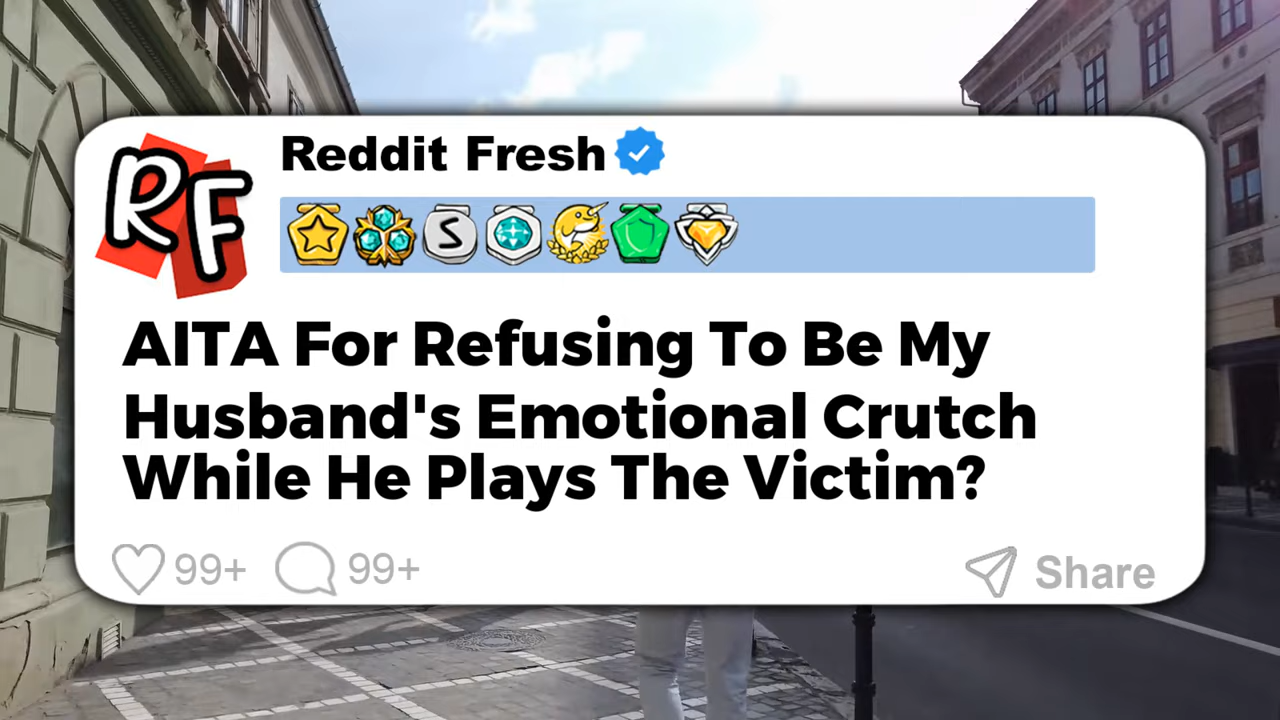 RF
Reddit Fresh
S
AITA For Refusing To Be My
Husband's Emotional Crutch
While He Plays The Victim?
99+ 99+ Share